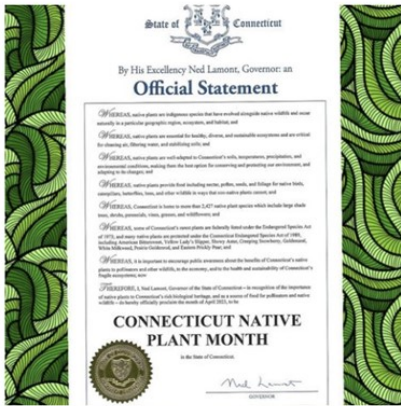 State of Connecticut
By His Excellency Ned Lamont, Governor: an
Official Statement
WHEREAS, native plants are indigenous species that have evolved alongside native wildlife and occur
naturally in a particular geographic region, ecosystem, and habitat; and
WHEREAS, native plants are essential for healthy, diverse, and sustainable ecosystems and are critical
for cleaning air, filtering water, and stabilizing soils; and
WHEREAS, native plants are well adapted to Connecticut's soils, temperatures, precipitation, and
environmental conditions, making them the best option for conserving and protecting our environment, and
adapting to its changes; and
WHEREAS, native plants provide food including nectar, pollen, seeds, and foliage for native birds,
caterpillars, butterflies, bees, and other wildlife in ways that non-native plants cannot; and
WHEREAS, Connecticut is home to more than 2,427 native plant species which include large shade
trees, shrubs, perennials, vines, grasses, and wildflowers; and
WHEREAS, some of Connecticut's rarest plants are federally listed under the Endangered Species Act
of 1973, and many native plants are protected under the Connecticut Endangered Species Act of 1989,
including American Bittersweet, Yellow Lady's Slipper, Showy Aster, Creeping Snowberry, Goldenseal,
White Milkweed, Prairie Goldenrod, and Eastern Prickly Pear; and
WHEREAS, it is important to encourage public awareness about the benefits of Connecticut's native
plants to pollinators and other wildlife, to the economy, and to the health and sustainability of Connecticut's
fragile ecosystems; now
THEREFORE, I, Ned Lamont, Governor of the State of Connecticut – in recognition of the importance
of native plants to Connecticut's rich biological heritage, and as a source of food for pollinators and native
wildlife – do hereby officially proclaim the month of April 2023, to be
CONNECTICUT NATIVE
PLANT MONTH
in the State of Connecticut.
Ned Lamont
GOVERNOR